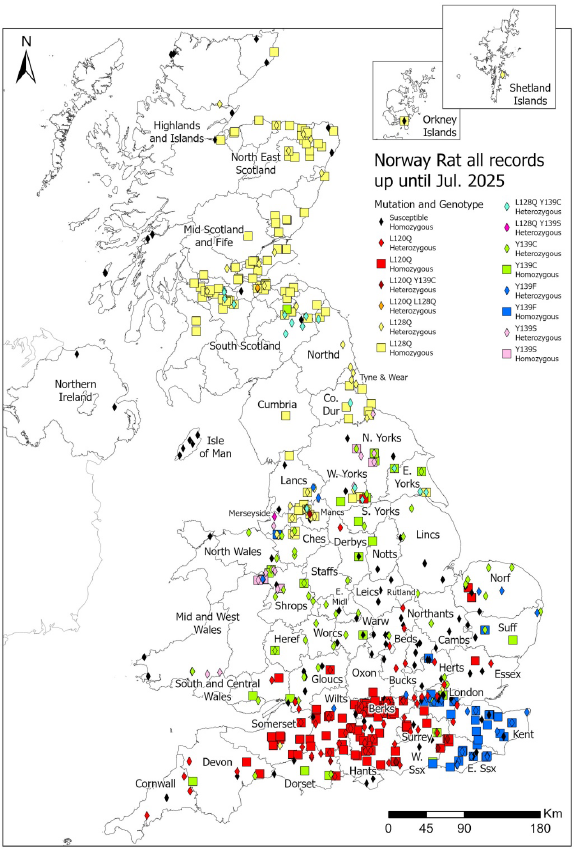 N
Shetland
Islands
Orkney
Islands
Highlands
and Islands
North East
Scotland
Norway Rat all records
up until Jul. 2025
Mutation and Genotype
Susceptible
Homozygous
L120Q
Heterozygous
L120Q
Homozygous
L120Q Y139C
Heterozygous
L120Q L128Q
Heterozygous
L128Q
Heterozygous
L128Q
Homozygous
L128Q Y139C
Heterozygous
L128Q Y139S
Heterozygous
Y139C
Heterozygous
Y139C
Homozygous
Y139F
Heterozygous
Y139F
Homozygous
Y139S
Heterozygous
Y139S
Homozygous
Mid Scotland
and Fife
South Scotland
Northd
Tyne & Wear
Northern
Ireland
Cumbria
Co.
Dur
Isle
of Man
N. Yorks
Lancs
W. Yorks
E.
Yorks
Merseyside
Mancs
S. Yorks
Lincs
North Wales
Ches
Derbys
Notts
Staffs
Norf
Shrops
E.
Midl
Leics
Rutland
Mid and West
Wales
Worcs
Warw
Northants
Cambs
Suff
Heref
Beds
South and Central
Wales
Gloucs
Oxon
Bucks
Herts
Essex
London
Wilts
Berks
Somerset
Surrey
Kent
Devon
Hants
W.
Ssx
E. Ssx
Cornwall
Dorset
Km
0 45 90 180